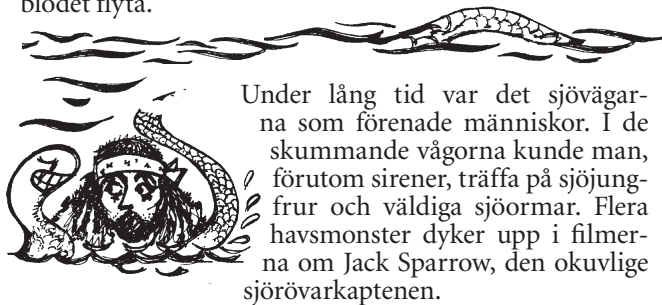 blodet flyta.
Under lång tid var det sjövägar-
na som förenade människor. I de
skummande vågorna kunde man,
förutom sirener, träffa på sjöjung-
frur och väldiga sjöormar. Flera
havsmonster dyker upp i filmer-
na om Jack Sparrow, den okuvlige
sjörövarkaptenen.